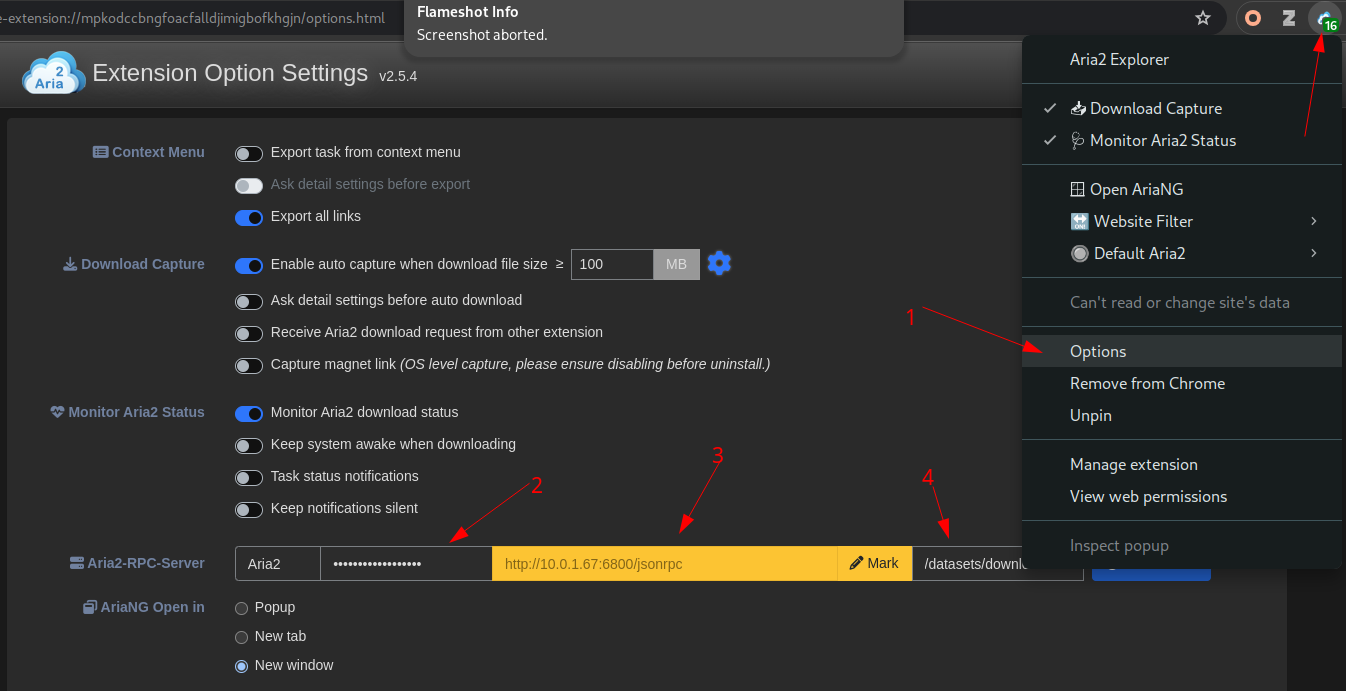 e-extension://mpkodccbngfoacfalldjimigbofkhgjn/options.html
Flameshot Info
Screenshot aborted.
16
2
Aria
Extension Option Settings v2.5.4
Context Menu
Export task from context menu
Ask detail settings before export
Export all links
Download Capture
Enable auto capture when download file size ≥ 100 MB
Ask detail settings before auto download
Receive Aria2 download request from other extension
Capture magnet link (OS level capture, please ensure disabling before uninstall.)
Monitor Aria2 Status
Monitor Aria2 download status
Keep system awake when downloading
Task status notifications
Keep notifications silent
2
3
4
Aria2-RPC-Server
Aria2 •••••••••••••••••• http://10.0.1.67:6800/jsonrpc Mark /datasets/downl
AriaNG Open in
Popup
New tab
New window
Aria2 Explorer
Download Capture
Monitor Aria2 Status
Open AriaNG
ON!
Website Filter
Default Aria2
Can't read or change site's data
1
Options
Remove from Chrome
Unpin
Manage extension
View web permissions
Inspect popup